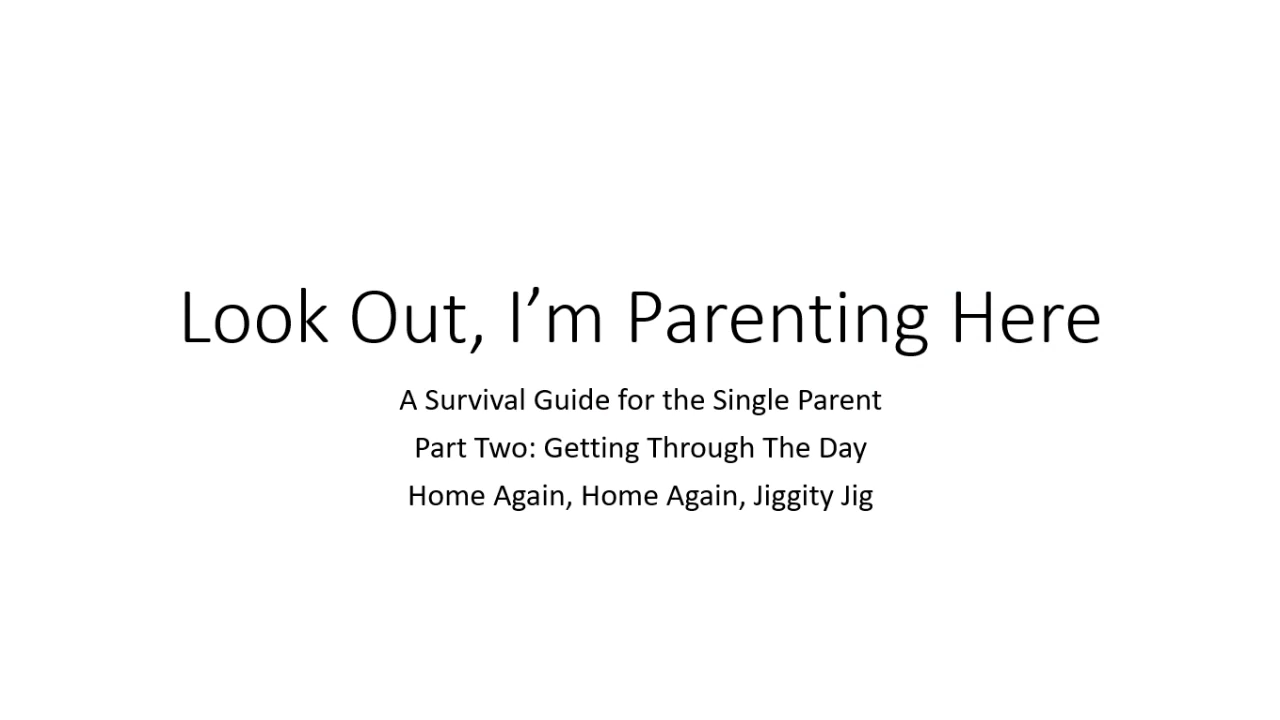 Look Out, I’m Parenting Here
A Survival Guide for the Single Parent
Part Two: Getting Through The Day
Home Again, Home Again, Jiggity Jig